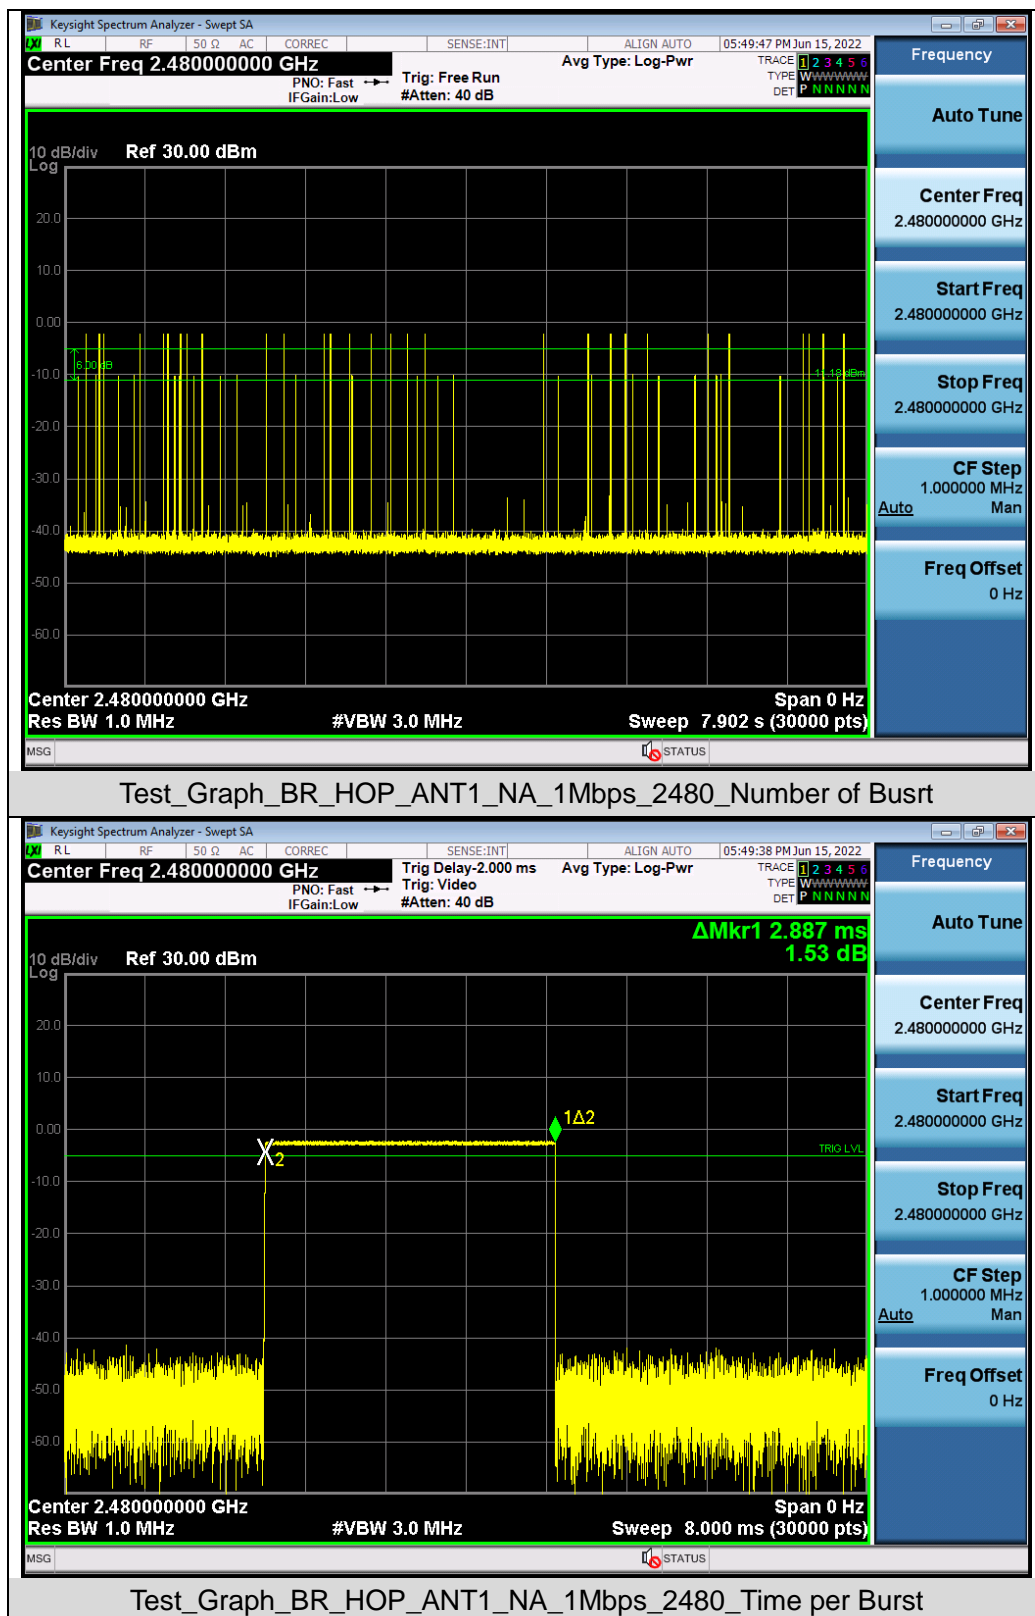 Keysight Spectrum Analyzer - Swept SA
LXI RL RF 50 Ω AC CORREC SENSE:INT ALIGN AUTO 05:49:47 PM Jun 15, 2022
Center Freq 2.480000000 GHz
PNO: Fast
IFGain:Low
Trig: Free Run
#Atten: 40 dB
Avg Type: Log-Pwr
TRACE 1 2 3 4 5 6
TYPE WWWWWW
DET P N N N N N
10 dB/div Ref 30.00 dBm
Log
20.0
10.0
0.00
6.00 dB
-11.18 dBm
-10.0
-20.0
-30.0
-40.0
-50.0
-60.0
Center 2.480000000 GHz Span 0 Hz
Res BW 1.0 MHz #VBW 3.0 MHz Sweep 7.902 s (30000 pts)
MSG STATUS
Frequency
Auto Tune
Center Freq
2.480000000 GHz
Start Freq
2.480000000 GHz
Stop Freq
2.480000000 GHz
CF Step
1.000000 MHz
Auto Man
Freq Offset
0 Hz
Test_Graph_BR_HOP_ANT1_NA_1Mbps_2480_Number of Busrt
Keysight Spectrum Analyzer - Swept SA
LXI RL RF 50 Ω AC CORREC SENSE:INT ALIGN AUTO 05:49:38 PM Jun 15, 2022
Center Freq 2.480000000 GHz
PNO: Fast
IFGain:Low
Trig Delay-2.000 ms
Trig: Video
#Atten: 40 dB
Avg Type: Log-Pwr
TRACE 1 2 3 4 5 6
TYPE WWWWWW
DET P N N N N N
ΔMkr1 2.887 ms
1.53 dB
10 dB/div Ref 30.00 dBm
Log
20.0
10.0
0.00
1Δ2
2
TRIG LVL
-10.0
-20.0
-30.0
-40.0
-50.0
-60.0
Center 2.480000000 GHz Span 0 Hz
Res BW 1.0 MHz #VBW 3.0 MHz Sweep 8.000 ms (30000 pts)
MSG STATUS
Frequency
Auto Tune
Center Freq
2.480000000 GHz
Start Freq
2.480000000 GHz
Stop Freq
2.480000000 GHz
CF Step
1.000000 MHz
Auto Man
Freq Offset
0 Hz
Test_Graph_BR_HOP_ANT1_NA_1Mbps_2480_Time per Burst